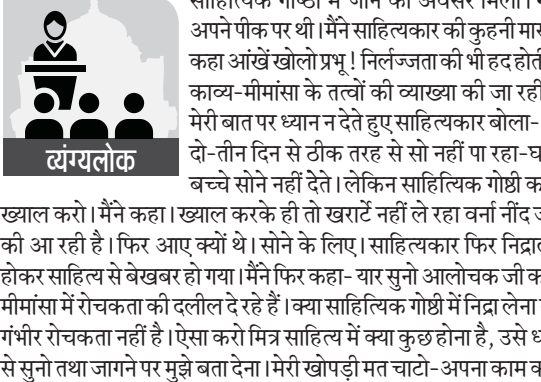 साहित्यिक गोष्ठी में जाने का अवसर मिला।
अपने पीक पर थी। मैंने साहित्यकार की कुहनी मार
कहा आंखें खोलो प्रभू! निर्लज्जता की भी हद होती
काव्य-मीमांसा के तत्वों की व्याख्या की जा रही
मेरी बात पर ध्यान न देते हुए साहित्यकार बोला-
दो-तीन दिन से ठीक तरह से सो नहीं पा रहा-घ
बच्चे सोने नहीं देते। लेकिन साहित्यिक गोष्ठी क
व्यंग्यलोक
ख्याल करो। मैंने कहा। ख्याल करके ही तो खरार्टे नहीं ले रहा वर्ना नींद ज
की आ रही है। फिर आए क्यों थे। सोने के लिए। साहित्यकार फिर निद्रात
होकर साहित्य से बेखबर हो गया। मैंने फिर कहा- यार सुनो आलोचक जी क
मीमांसा में रोचकता की दलील दे रहे हैं। क्या साहित्यिक गोष्ठी में निद्रा लेना
गंभीर रोचकता नहीं है। ऐसा करो मित्र साहित्य में क्या कुछ होना है, उसे ध
से सुनो तथा जागने पर मुझे बता देना। मेरी खोपड़ी मत चाटो- अपना काम क